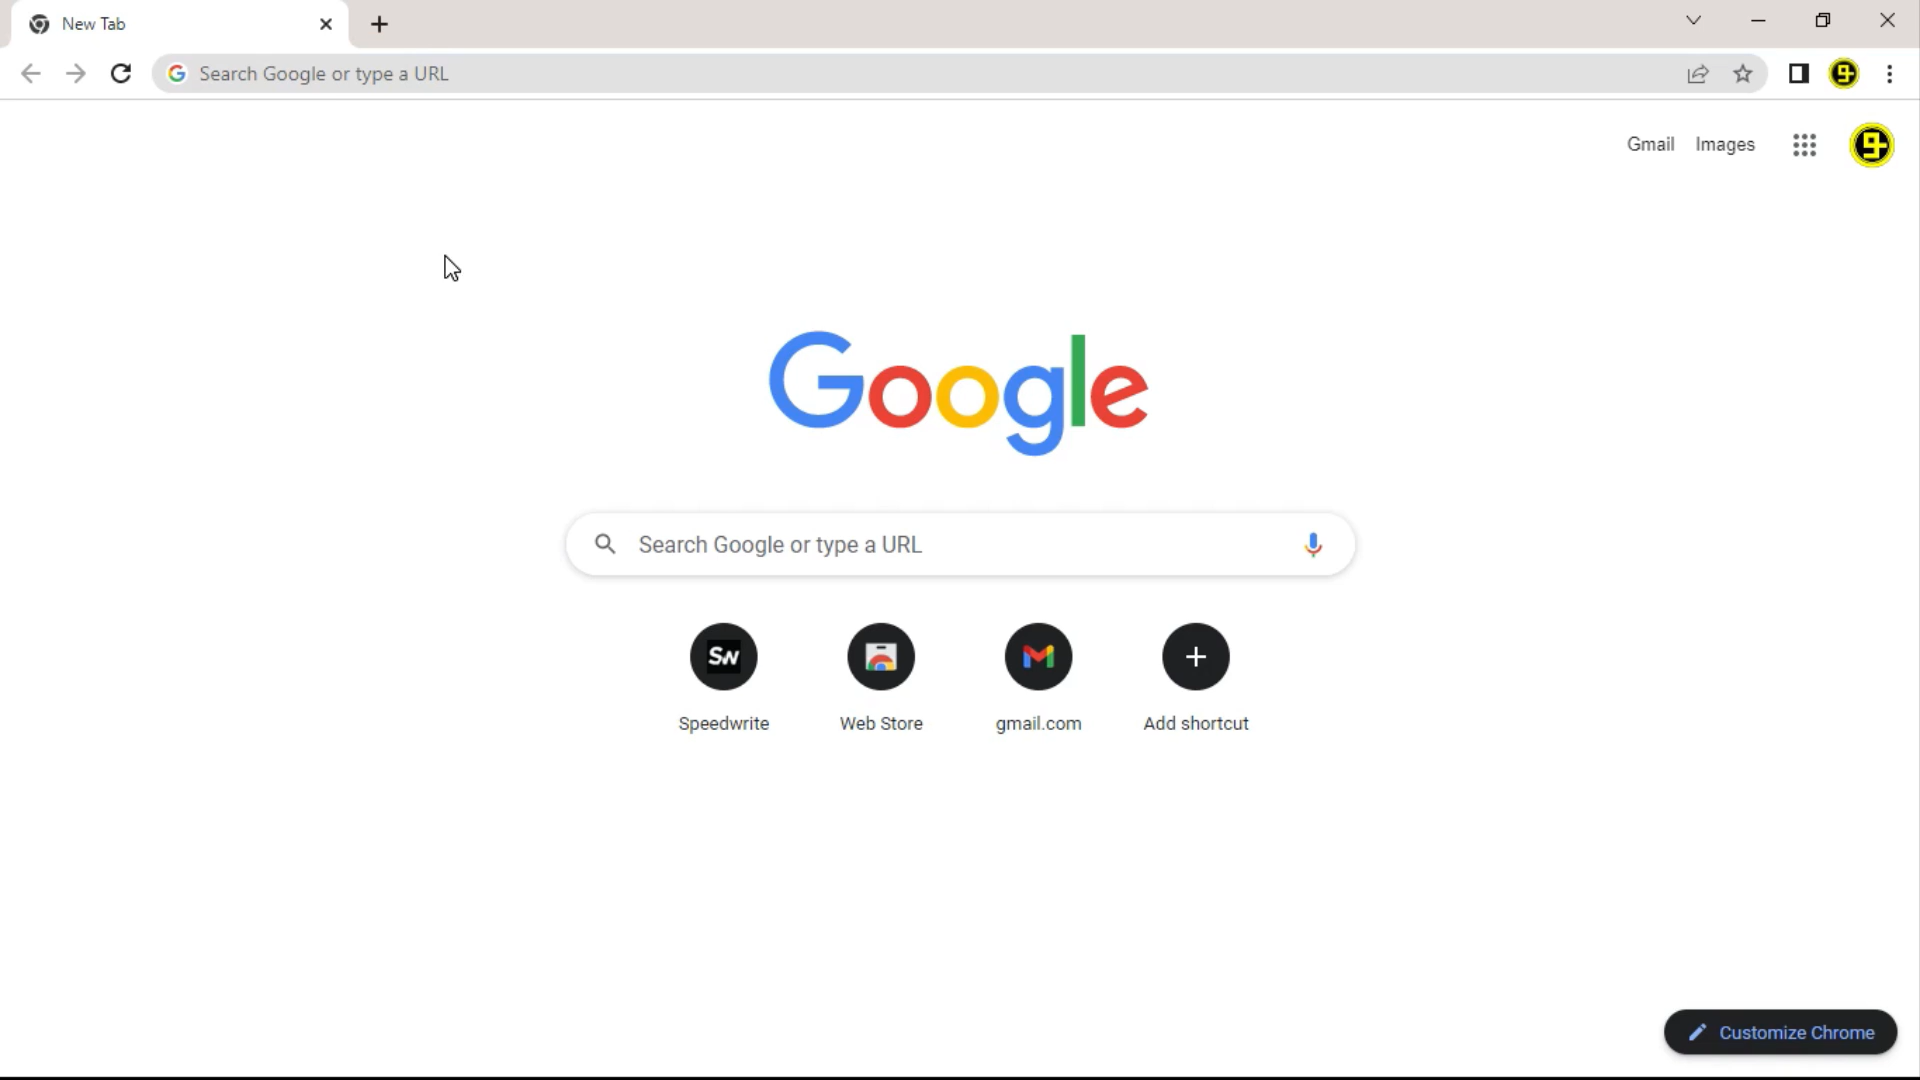 New Tab
Search Google or type a URL
Gmail Images
Google
Search Google or type a URL
SW
Speedwrite Web Store gmail.com Add shortcut
Customize Chrome